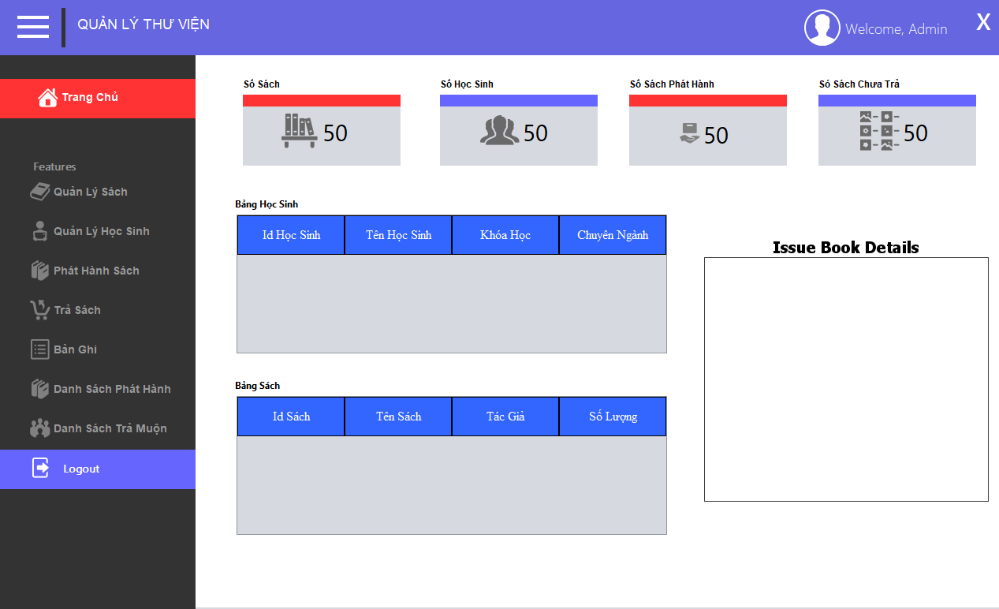 QUẢN LÝ THƯ VIỆN
Welcome, Admin
X
Trang Chủ
Features
Quản Lý Sách
Quản Lý Học Sinh
Phát Hành Sách
Trả Sách
Bản Ghi
Danh Sách Phát Hành
Danh Sách Trả Muộn
Logout
Số Sách
Số Học Sinh
Số Sách Phát Hành
Só Sách Chưa Trả
50
50
50
50
Bảng Học Sinh
Id Học Sinh Tên Học Sinh Khóa Học Chuyên Ngành
Issue Book Details
Bảng Sách
Id Sách Tên Sách Tác Giả Số Lượng